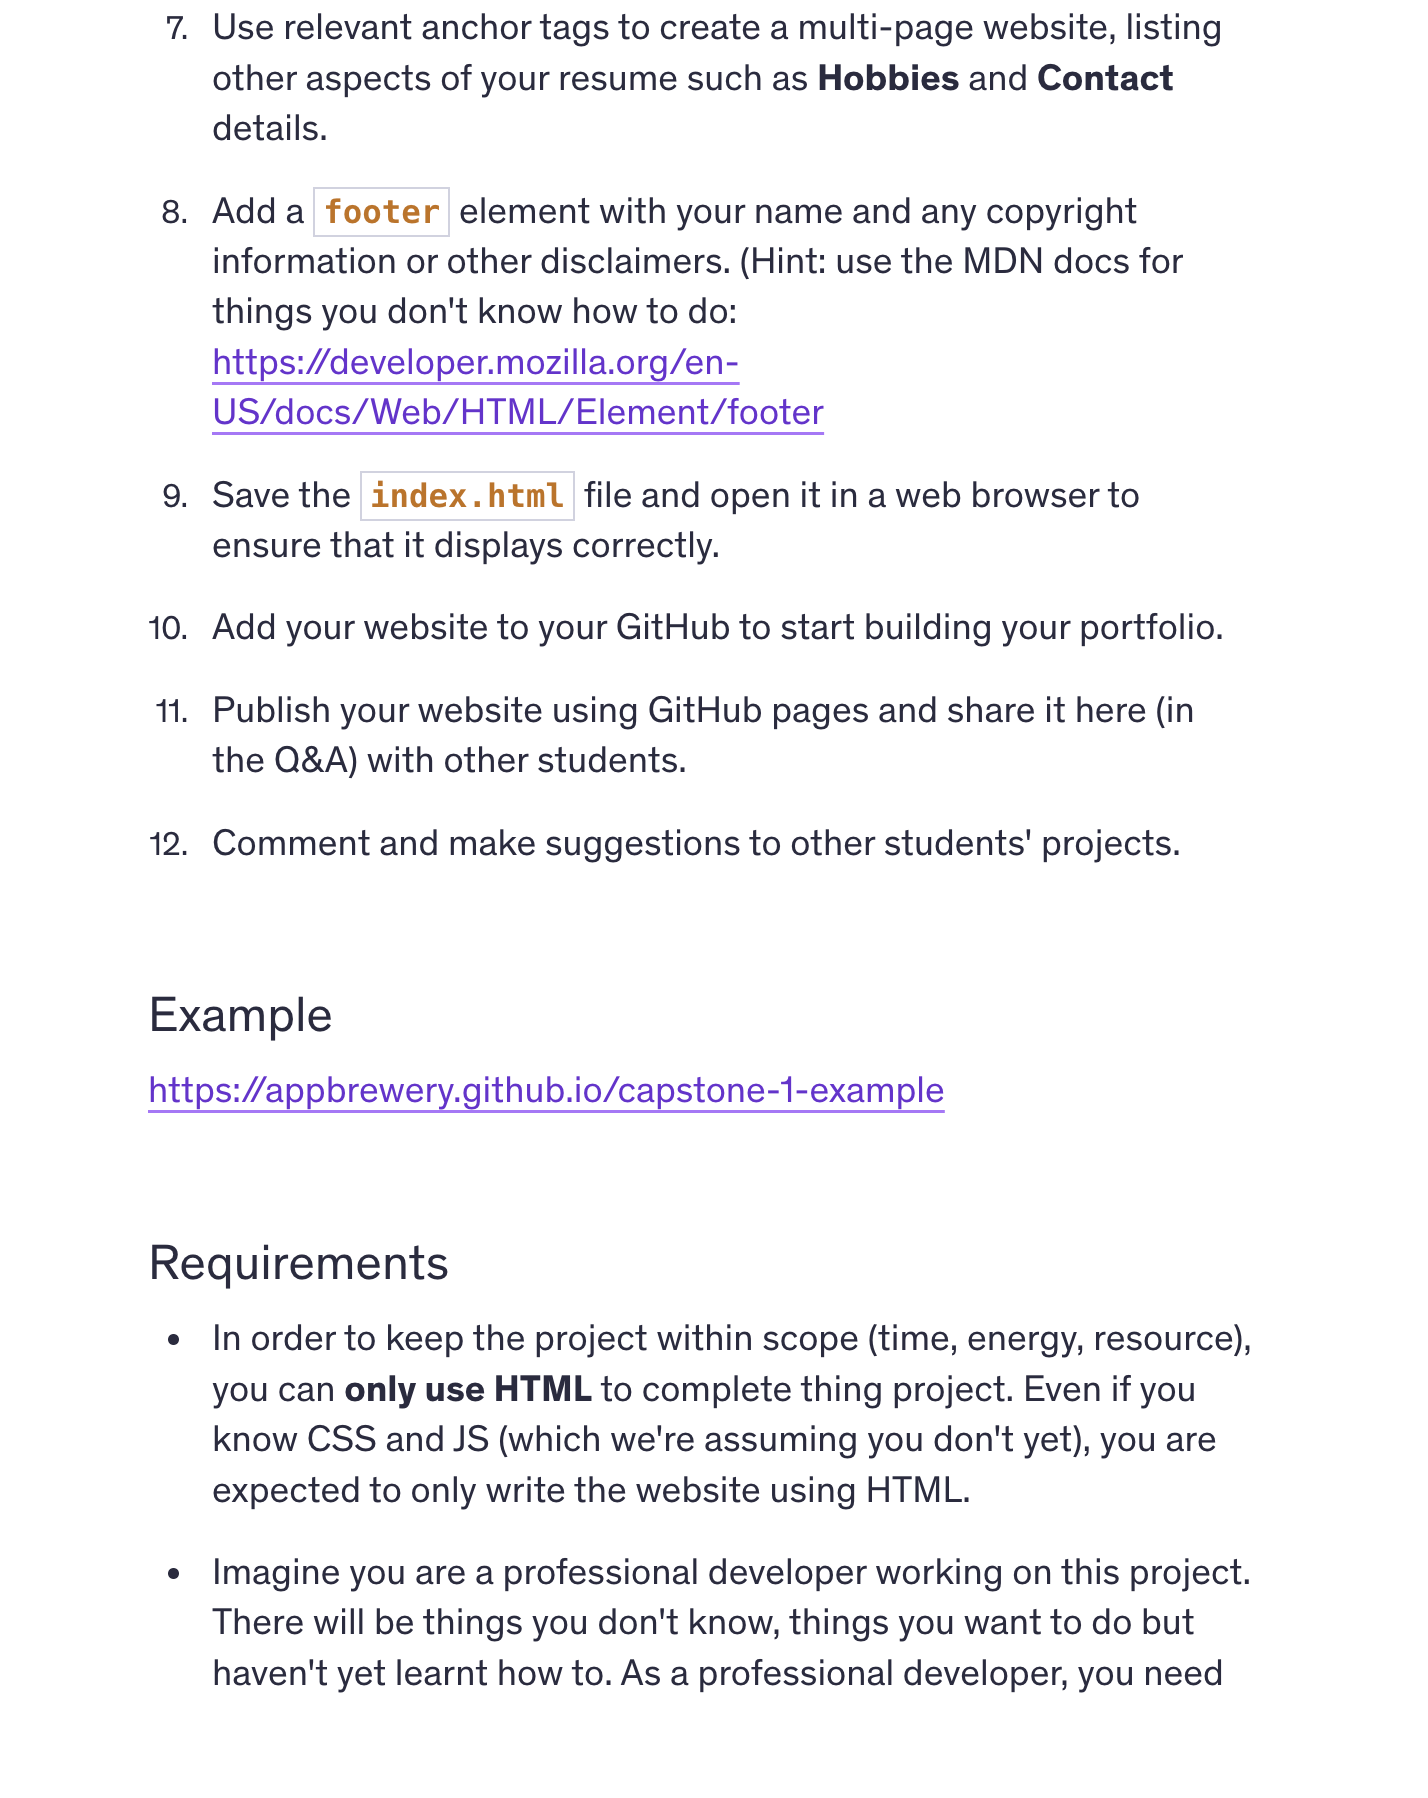 7. Use relevant anchor tags to create a multi-page website, listing
other aspects of your resume such as Hobbies and Contact
details.
8. Add a footer element with your name and any copyright
information or other disclaimers. (Hint: use the MDN docs for
things you don't know how to do:
https://developer.mozilla.org/en-
US/docs/Web/HTML/Element/footer
9. Save the index.html file and open it in a web browser to
ensure that it displays correctly.
10. Add your website to your GitHub to start building your portfolio.
11. Publish your website using GitHub pages and share it here (in
the Q&A) with other students.
12. Comment and make suggestions to other students' projects.
Example
https://appbrewery.github.io/capstone-1-example
Requirements
• In order to keep the project within scope (time, energy, resource),
you can only use HTML to complete thing project. Even if you
know CSS and JS (which we're assuming you don't yet), you are
expected to only write the website using HTML.
• Imagine you are a professional developer working on this project.
There will be things you don't know, things you want to do but
haven't yet learnt how to. As a professional developer, you need